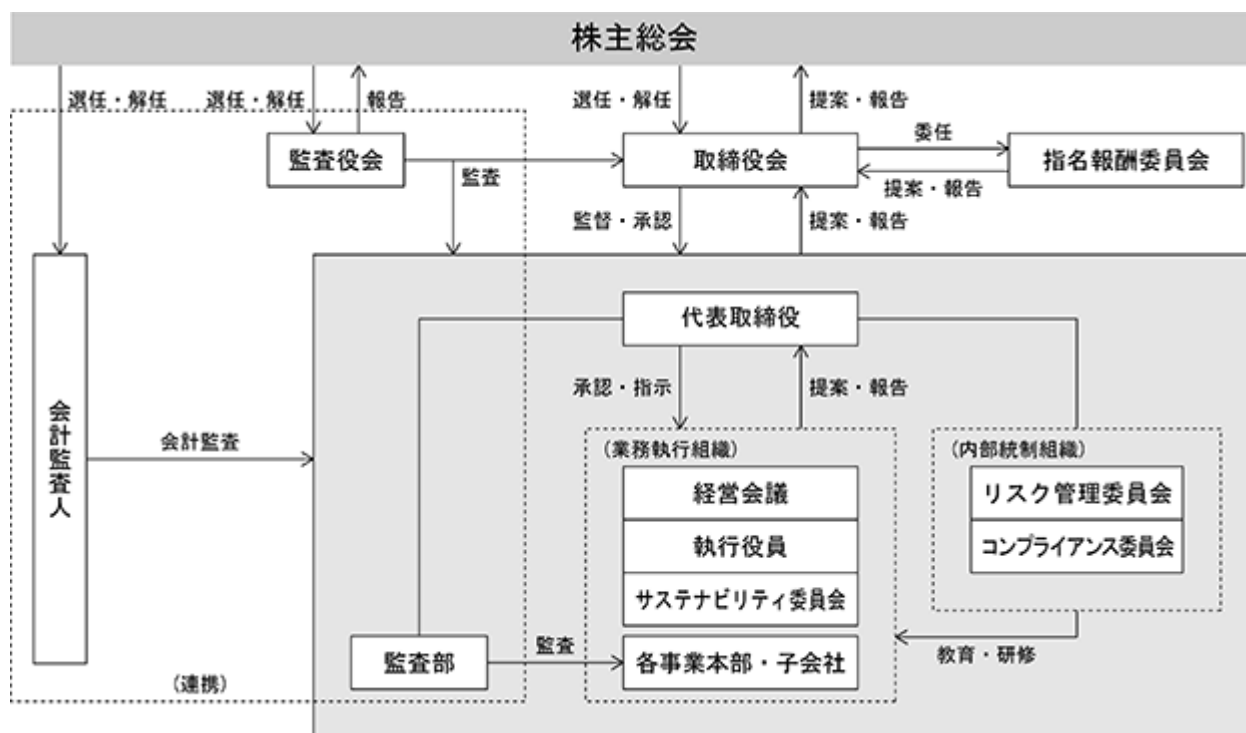 株主総会
選任・解任
選任・解任
報告
選任・解任
提案・報告
監査役会
監査
取締役会
委任
提案・報告
指名報酬委員会
監督・承認
提案・報告
代表取締役
承認・指示
提案・報告
会計監査人
会計監査
(業務執行組織)
経営会議
執行役員
サステナビリティ委員会
各事業本部・子会社
(内部統制組織)
リスク管理委員会
コンプライアンス委員会
教育・研修
監査部
監査
(連携)